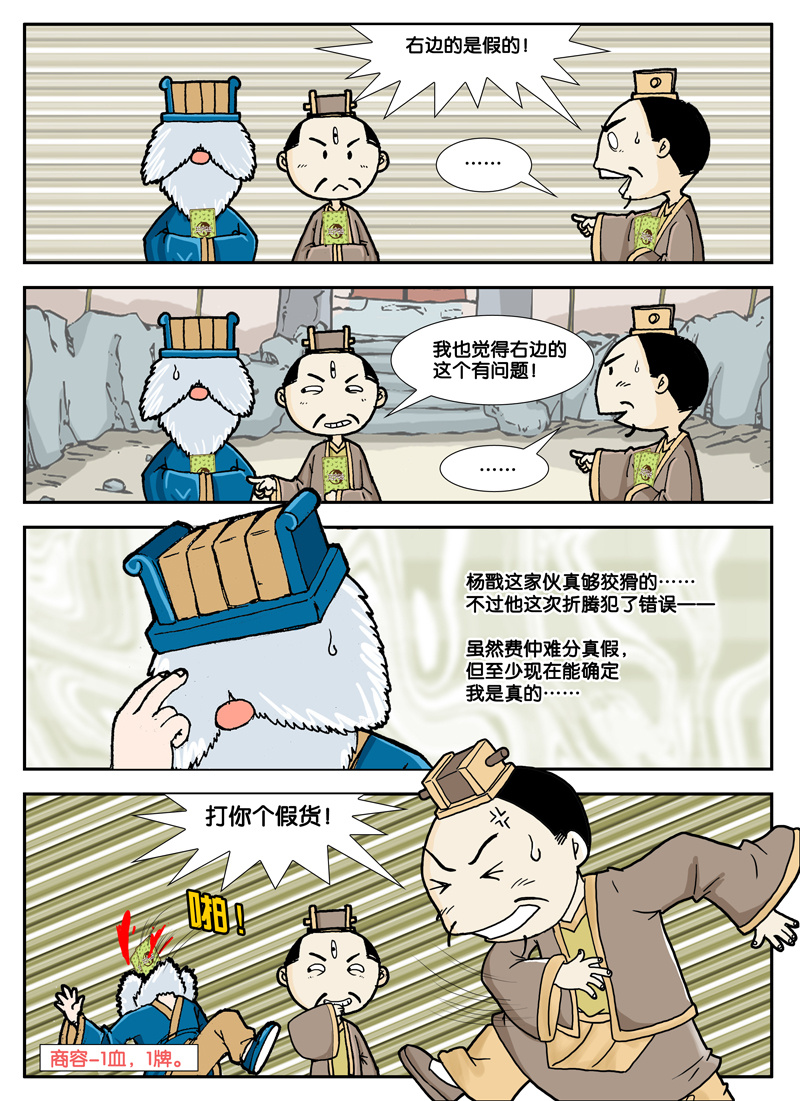 右边的是假的！
……
我也觉得右边的
这个有问题！
……
杨戬这家伙真够狡猾的……
不过他这次折腾犯了错误——
虽然费仲难分真假，
但至少现在能确定
我是真的……
打你个假货！
啪！
商容-1血，1牌。